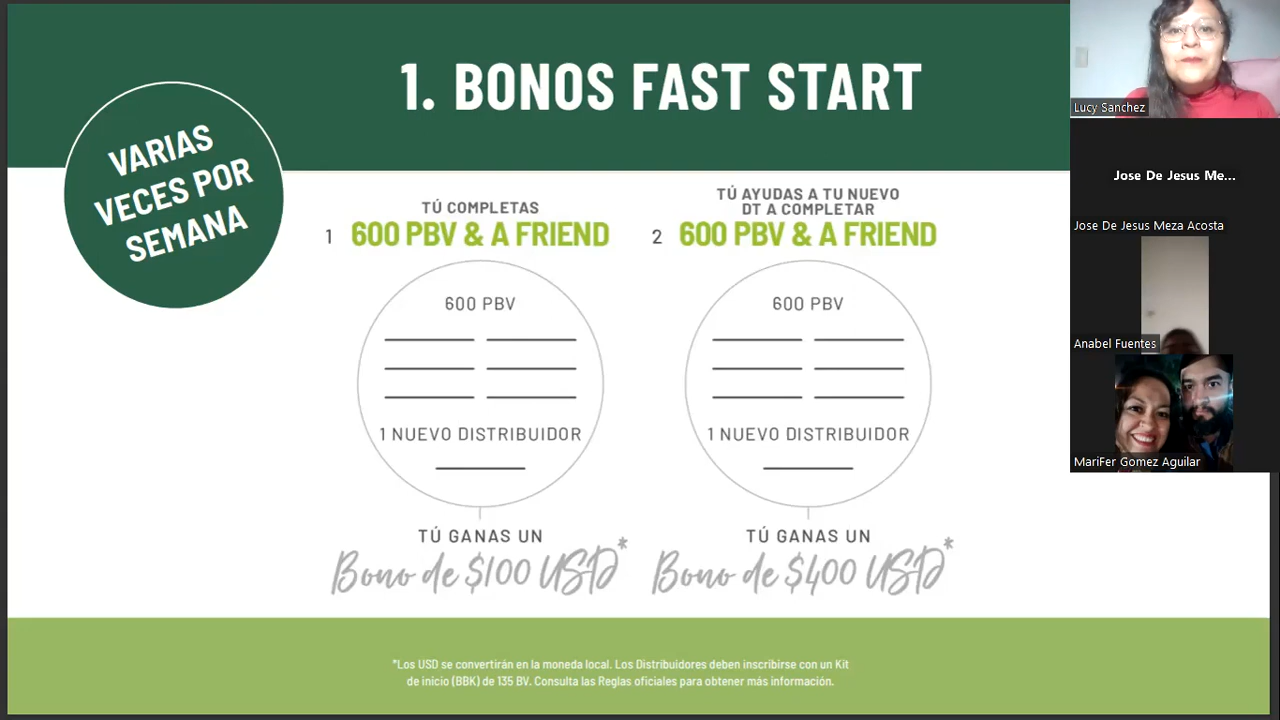 1. BONOS FAST START
VARIAS
VECES POR
SEMANA
TÚ COMPLETAS
1 600 PBV & A FRIEND
600 PBV
1 NUEVO DISTRIBUIDOR
TÚ GANAS UN
Bono de $100 USD*
TÚ AYUDAS A TU NUEVO
DT A COMPLETAR
2 600 PBV & A FRIEND
600 PBV
1 NUEVO DISTRIBUIDOR
TÚ GANAS UN
Bono de $400 USD*
*Los USD se convertirán en la moneda local. Los Distribuidores deben inscribirse con un Kit
de inicio (BBK) de 135 BV. Consulta las Reglas oficiales para obtener más información.
Lucy Sanchez
Jose De Jesus Me...
Jose De Jesus Meza Acosta
Anabel Fuentes
MariFer Gomez Aguilar